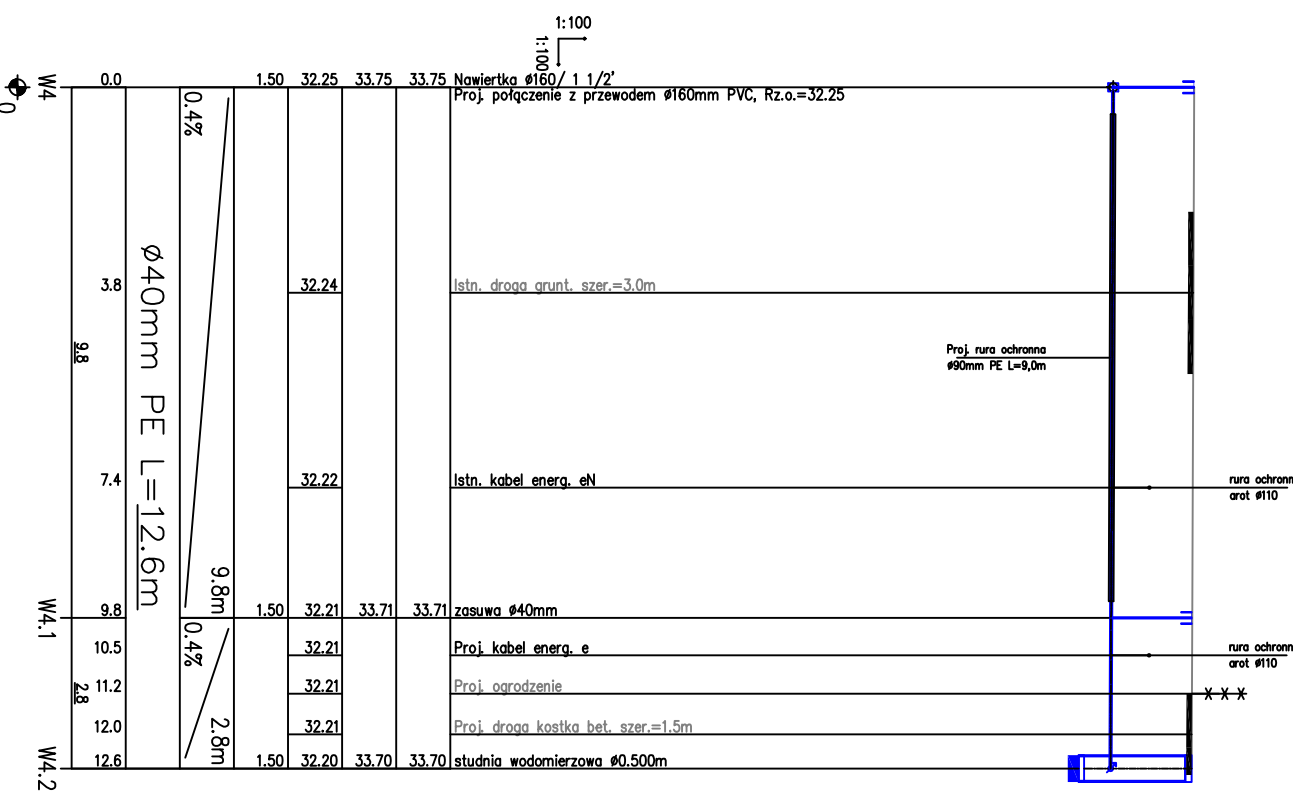 1:100
1:100
W4
0
0.0
1.50 32.25 33.75 33.75 Nawiertka ø160/ 1 1/2'
Proj. połączenie z przewodem ø160mm PVC, Rz.o.=32.25
0.4%
3.8 32.24 Istn. droga grunt. szer.=3.0m
9.8
Proj. rura ochronna
ø90mm PE L=9,0m
ø40mm PE L=12.6m
7.4 32.22 Istn. kabel energ. eN
rura ochronn
arot ø110
9.8m
W4.1
9.8 1.50 32.21 33.71 33.71 zasuwa ø40mm
0.4%
10.5 32.21 Proj. kabel energ. e
rura ochronn
arot ø110
2.8
11.2 32.21 Proj. ogrodzenie
12.0 32.21 Proj. droga kostka bet. szer.=1.5m
2.8m
W4.2
12.6 1.50 32.20 33.70 33.70 studnia wodomierzowa ø0.500m